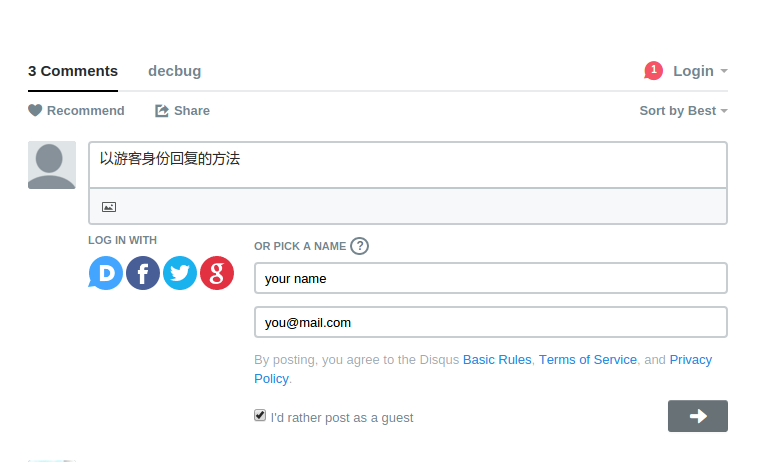 3 Comments decbug 1 Login
Recommend Share Sort by Best
以游客身份回复的方法
LOG IN WITH
OR PICK A NAME ?
D f g
your name
you@mail.com
By posting, you agree to the Disqus Basic Rules, Terms of Service, and Privacy
Policy.
I'd rather post as a guest